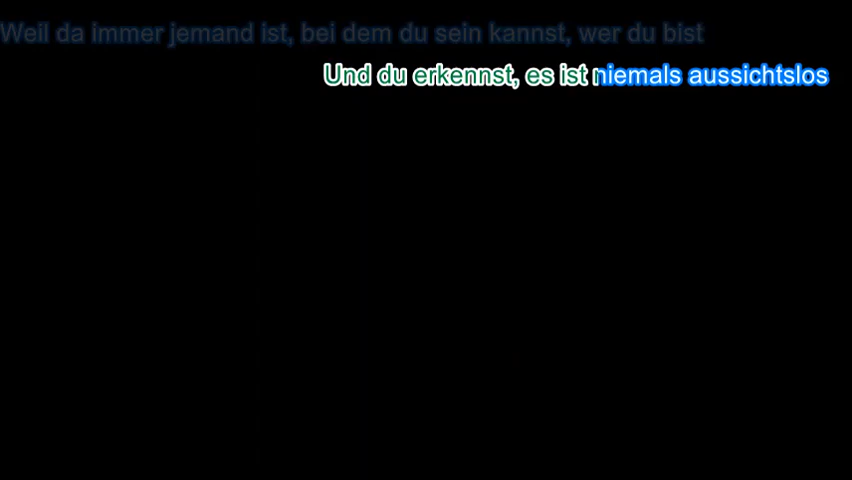 Weil da immer jemand ist, bei dem du sein kannst, wer du bist
Und du erkennst, es ist niemals aussichtslos